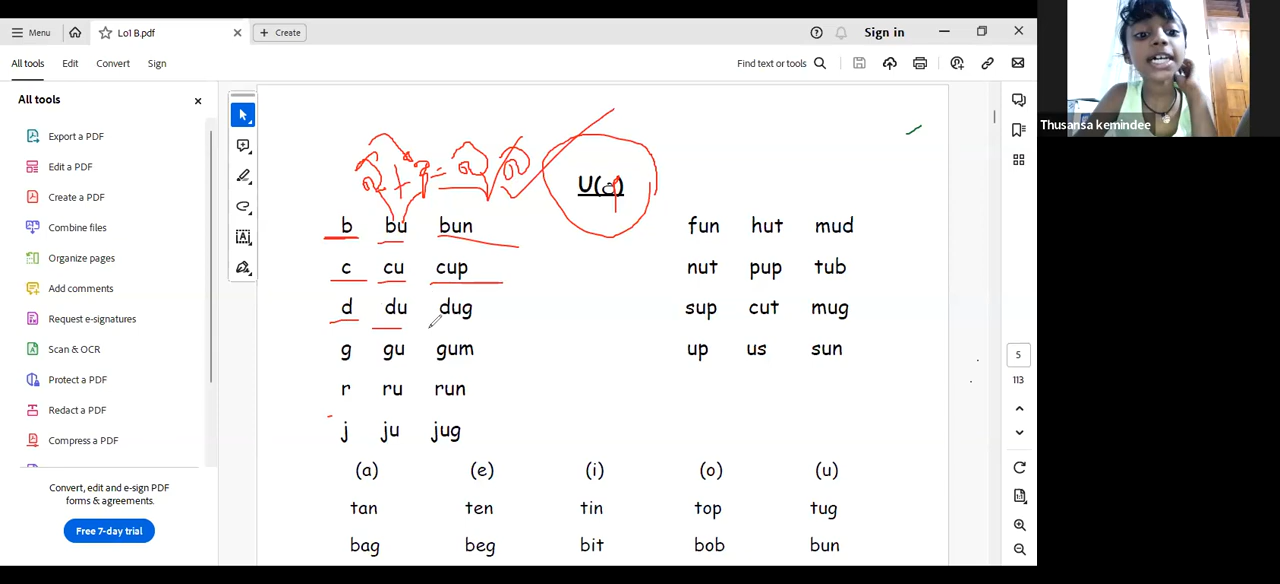 Menu
Lo1 B.pdf
Create
Sign in
All tools
Edit
Convert
Sign
Find text or tools
All tools
Export a PDF
Edit a PDF
Create a PDF
Combine files
Organize pages
Add comments
Request e-signatures
Scan & OCR
Protect a PDF
Redact a PDF
Compress a PDF
Convert, edit and e-sign PDF
forms & agreements.
Free 7-day trial
b bu bun
c cu cup
d du dug
g gu gum
r ru run
j ju jug
fun hut mud
nut pup tub
sup cut mug
up us sun
(a) (e) (i) (o) (u)
tan ten tin top tug
bag beg bit bob bun
5
113
Thusansa kemindee